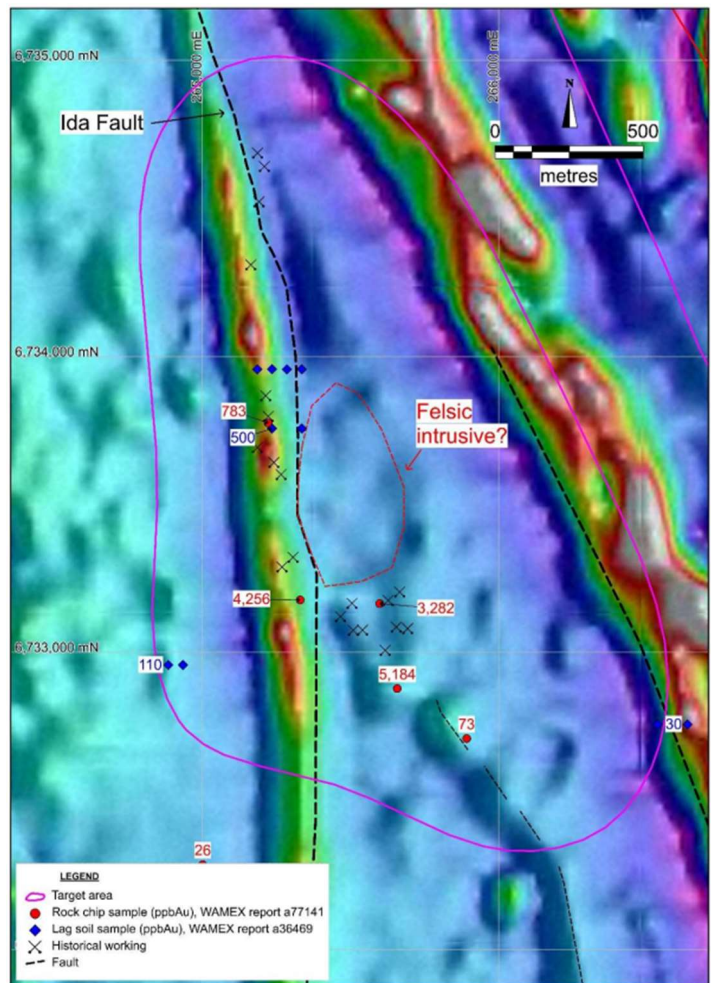 6,735,000 mN
265,000 mE
266,000 mE
N
0 500
metres
Ida Fault
6,734,000 mN
Felsic
intrusive?
783
500
4,256
3,282
6,733,000 mN
5,184
110
73
30
26
LEGEND
Target area
Rock chip sample (ppbAu), WAMEX report a77141
Lag soil sample (ppbAu), WAMEX report a36469
Historical working
Fault